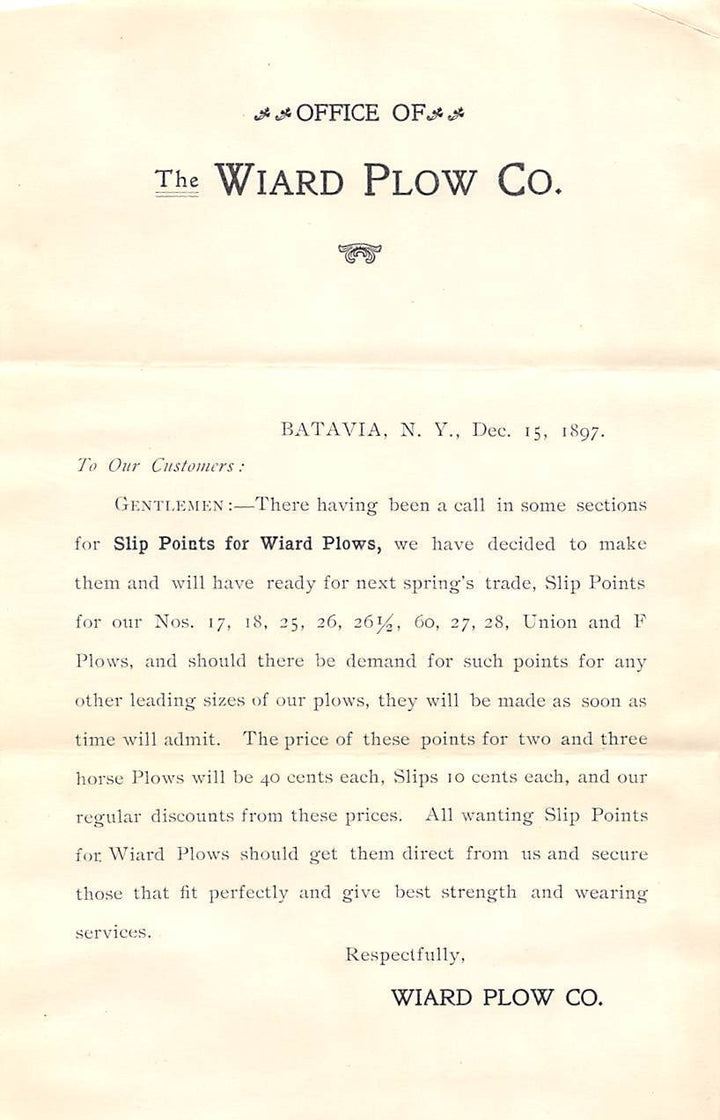 OFFICE OF
The WIARD PLOW CO.
BATAVIA, N. Y., Dec. 15, 1897.
To Our Customers:
GENTLEMEN:—There having been a call in some sections
for Slip Points for Wiard Plows, we have decided to make
them and will have ready for next spring's trade, Slip Points
for our Nos. 17, 18, 25, 26, 26½, 60, 27, 28, Union and F
Plows, and should there be demand for such points for any
other leading sizes of our plows, they will be made as soon as
time will admit. The price of these points for two and three
horse Plows will be 40 cents each, Slips 10 cents each, and our
regular discounts from these prices. All wanting Slip Points
for Wiard Plows should get them direct from us and secure
those that fit perfectly and give best strength and wearing
services.
Respectfully,
WIARD PLOW CO.